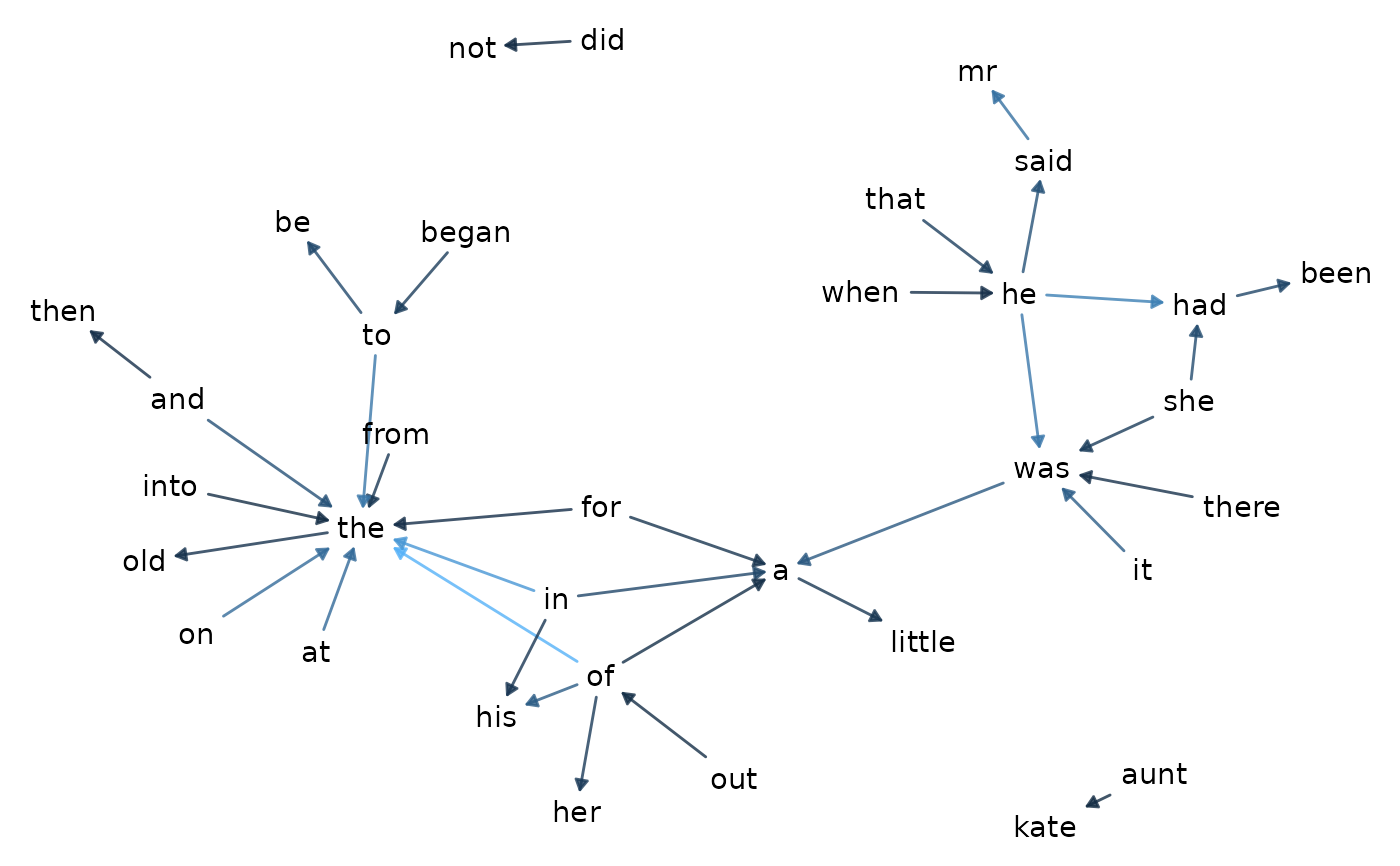 not
did
mr
said
that
be
began
been
when
he
had
then
to
and
she
from
was
into
for
there
the
old
a
it
in
on
little
at
of
his
aunt
out
her
kate